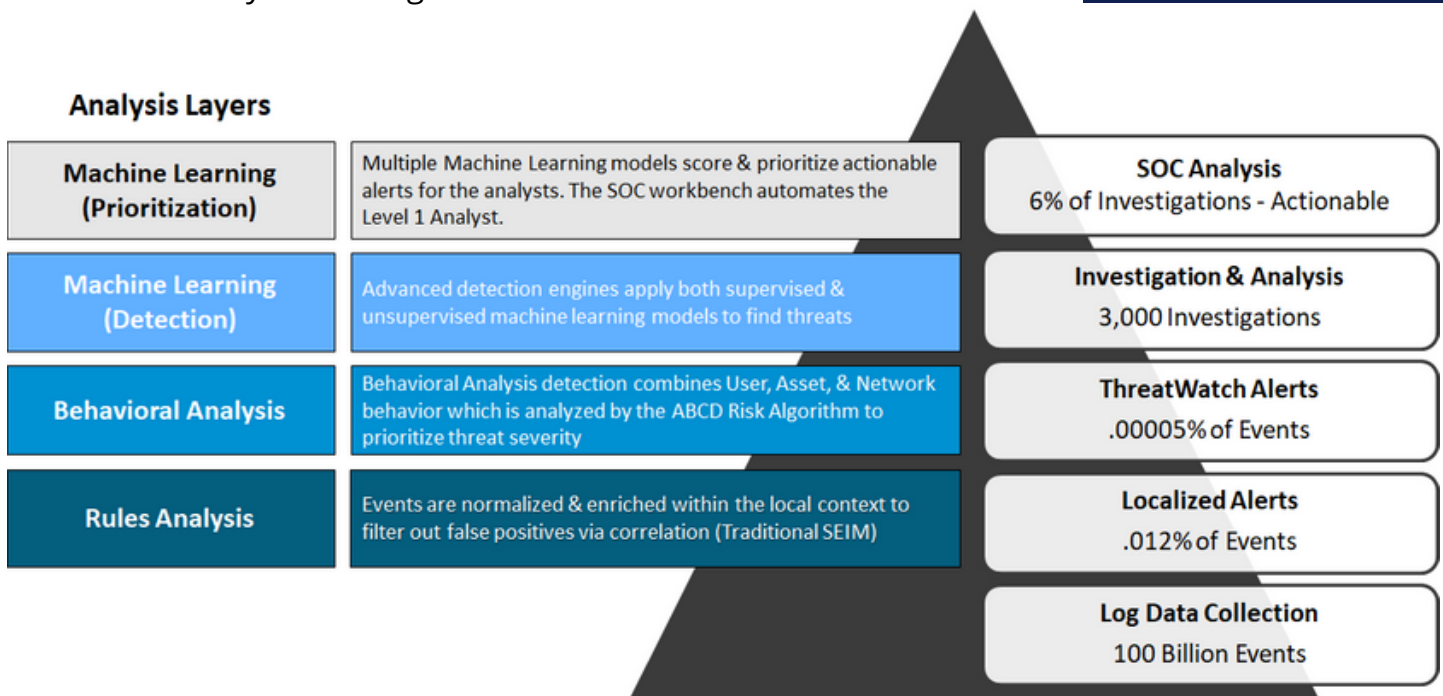 Analysis Layers
Machine Learning
(Prioritization)
Multiple Machine Learning models score & prioritize actionable
alerts for the analysts. The SOC workbench automates the
Level 1 Analyst.
SOC Analysis
6% of Investigations - Actionable
Machine Learning
(Detection)
Advanced detection engines apply both supervised &
unsupervised machine learning models to find threats
Investigation & Analysis
3,000 Investigations
Behavioral Analysis
Behavioral Analysis detection combines User, Asset, & Network
behavior which is analyzed by the ABCD Risk Algorithm to
prioritize threat severity
ThreatWatch Alerts
.00005% of Events
Rules Analysis
Events are normalized & enriched within the local context to
filter out false positives via correlation (Traditional SEIM)
Localized Alerts
.012% of Events
Log Data Collection
100 Billion Events